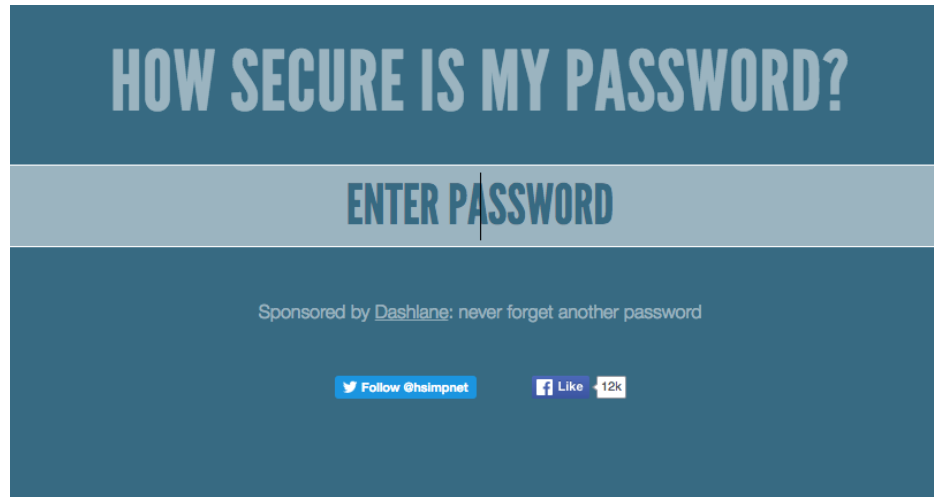 HOW SECURE IS MY PASSWORD?
ENTER PASSWORD
Sponsored by Dashlane: never forget another password
Follow @hsimpnet Like 12k